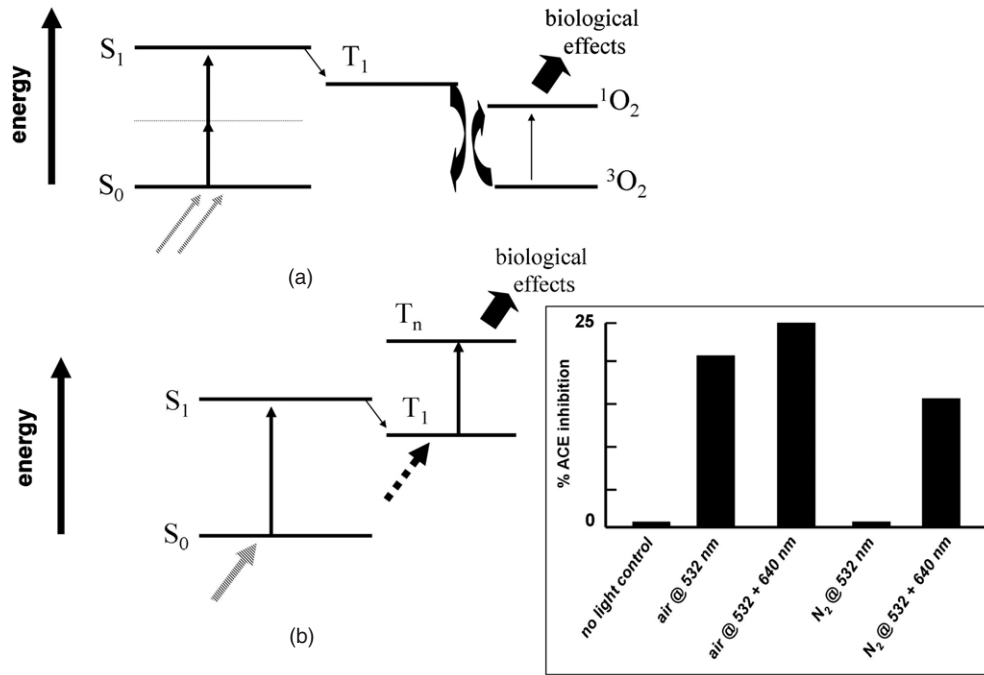 biological
effects
energy
S1
T1
¹O2
S0
³O2
(a)
biological
effects
Tn
energy
S1
T1
S0
(b)
% ACE inhibition
25
0
no light control
air @ 532 nm
air @ 532 + 640 nm
N2 @ 532 nm
N2 @ 532 + 640 nm